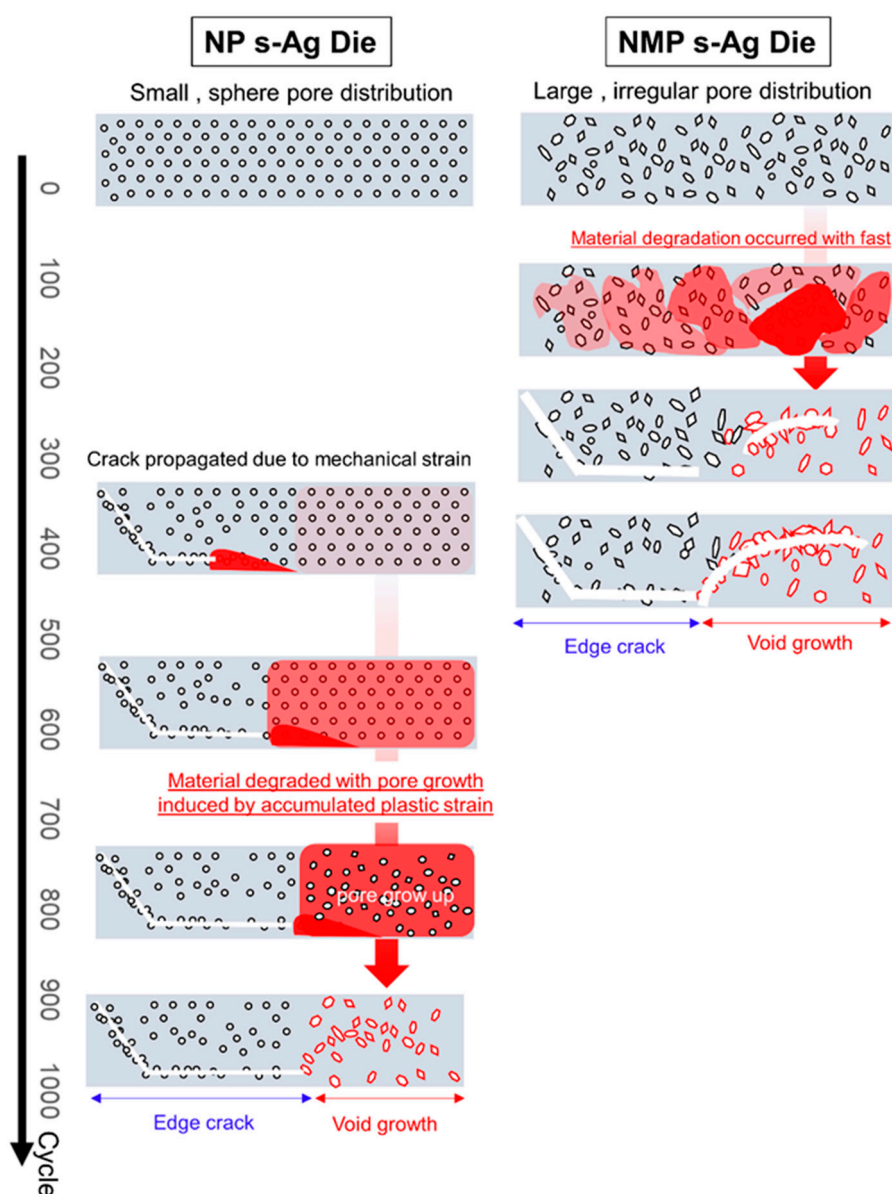 NP s-Ag Die
NMP s-Ag Die
Small , sphere pore distribution
Large , irregular pore distribution
0
100
200
300
400
500
600
700
800
900
1000
Cycle
Material degradation occurred with fast
Crack propagated due to mechanical strain
Edge crack
Void growth
Material degraded with pore growth
induced by accumulated plastic strain
pore grow up
Edge crack
Void growth